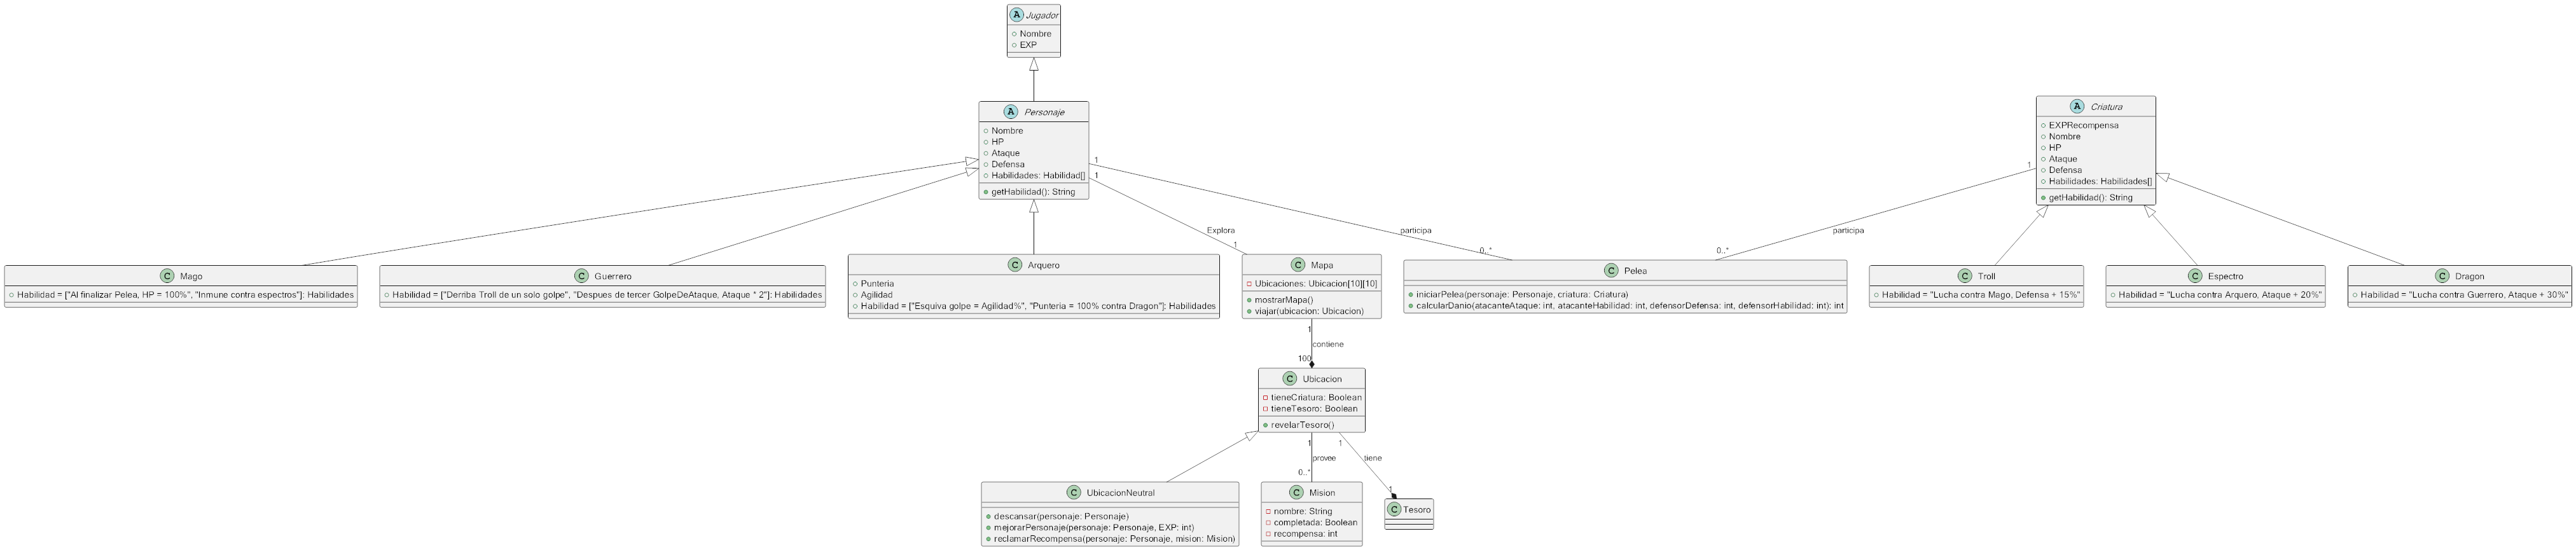 A Jugador
Nombre
EXP
A Personaje
Nombre
HP
Ataque
Defensa
Habilidades: Habilidad[]
getHabilidad(): String
A Criatura
EXPRecompensa
Nombre
HP
Ataque
Defensa
Habilidades: Habilidades[]
getHabilidad(): String
1
1
1
Explora
participa
participa
1
0..*
0..*
C Mago
Habilidad = ["Al finalizar Pelea, HP = 100%", "Inmune contra espectros"]: Habilidades
C Guerrero
Habilidad = ["Derriba Troll de un solo golpe", "Despues de tercer GolpeDeAtaque, Ataque * 2"]: Habilidades
C Arquero
Punteria
Agilidad
Habilidad = ["Esquiva golpe = Agilidad%", "Punteria = 100% contra Dragon"]: Habilidades
C Mapa
Ubicaciones: Ubicacion[10][10]
mostrarMapa()
viajar(ubicacion: Ubicacion)
C Pelea
iniciarPelea(personaje: Personaje, criatura: Criatura)
calcularDanio(atacanteAtaque: int, atacanteHabilidad: int, defensorDefensa: int, defensorHabilidad: int): int
C Troll
Habilidad = "Lucha contra Mago, Defensa + 15%"
C Espectro
Habilidad = "Lucha contra Arquero, Ataque + 20%"
C Dragon
Habilidad = "Lucha contra Guerrero, Ataque + 30%"
1
contiene
100
C Ubicacion
tieneCriatura: Boolean
tieneTesoro: Boolean
revelarTesoro()
1
1
provee
tiene
0..*
1
C UbicacionNeutral
descansar(personaje: Personaje)
mejorarPersonaje(personaje: Personaje, EXP: int)
reclamarRecompensa(personaje: Personaje, mision: Mision)
C Mision
nombre: String
completada: Boolean
recompensa: int
C Tesoro